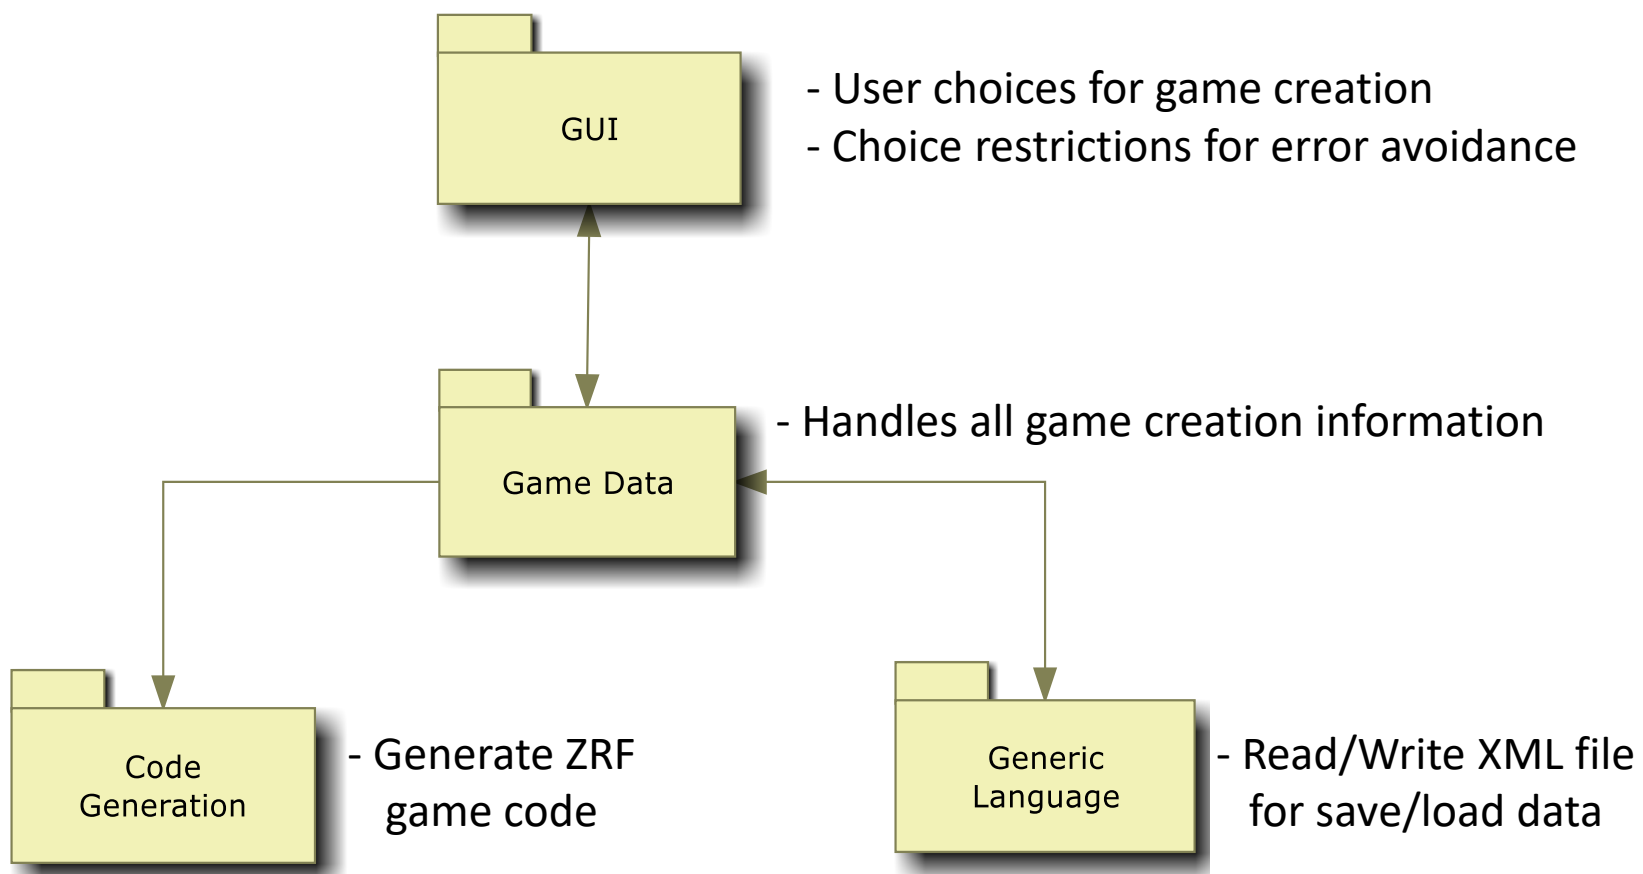 GUI
- User choices for game creation
- Choice restrictions for error avoidance
Game Data
- Handles all game creation information
Code
Generation
- Generate ZRF
game code
Generic
Language
- Read/Write XML file
for save/load data